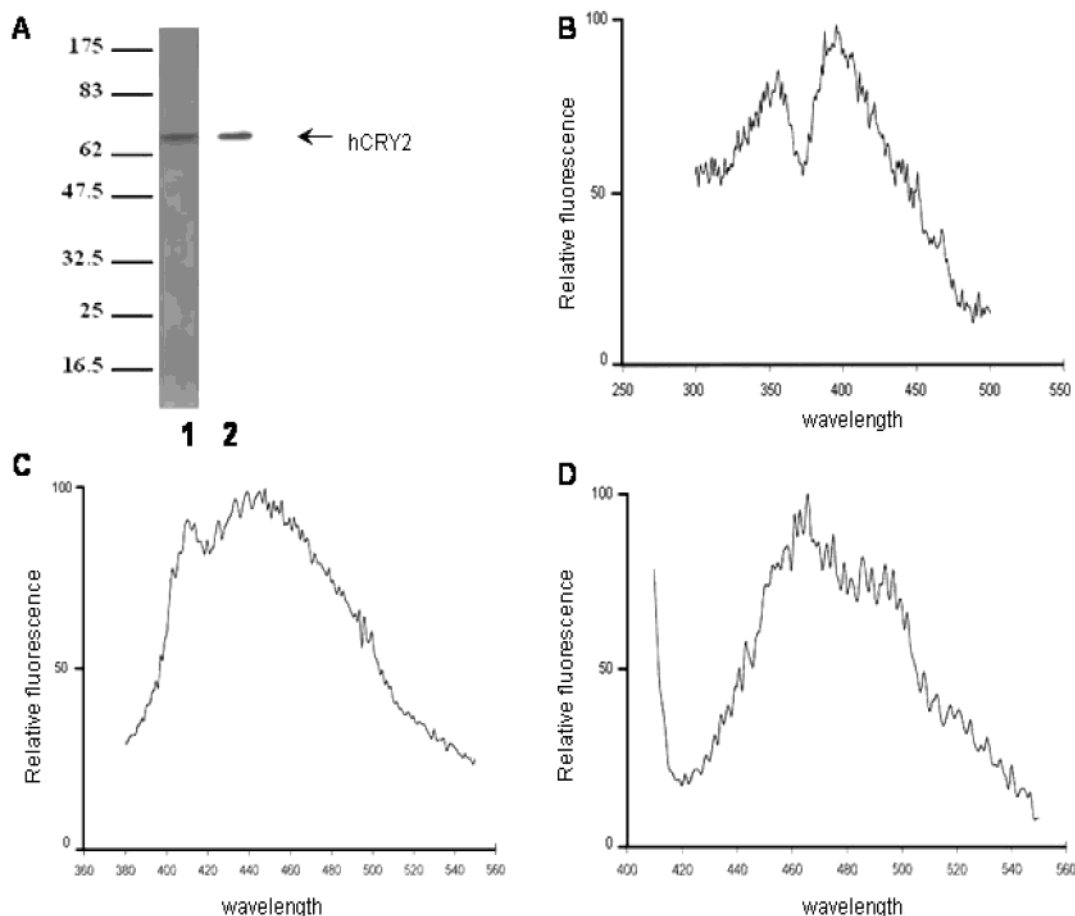 A
175
83
62
47.5
32.5
25
16.5
hCRY2
1 2
B
Relative fluorescence
100
50
0
250 300 350 400 450 500 550
wavelength
C
Relative fluorescence
100
50
0
360 380 400 420 440 460 480 500 520 540 560
wavelength
D
Relative fluorescence
100
50
0
400 420 440 460 480 500 520 540 560
wavelength